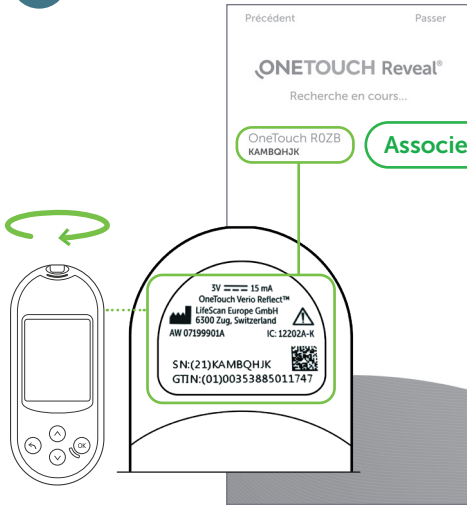 Précédent Passer
ONETOUCH Reveal®
Recherche en cours...
OneTouch R0ZB
KAMBQHJK
Associe
3V 15 mA
OneTouch Verio Reflect™
LifeScan Europe GmbH
6300 Zug, Switzerland
AW 07199901A IC: 12202A-K
SN:(21)KAMBQHJK
GTIN:(01)00353885011747
OK